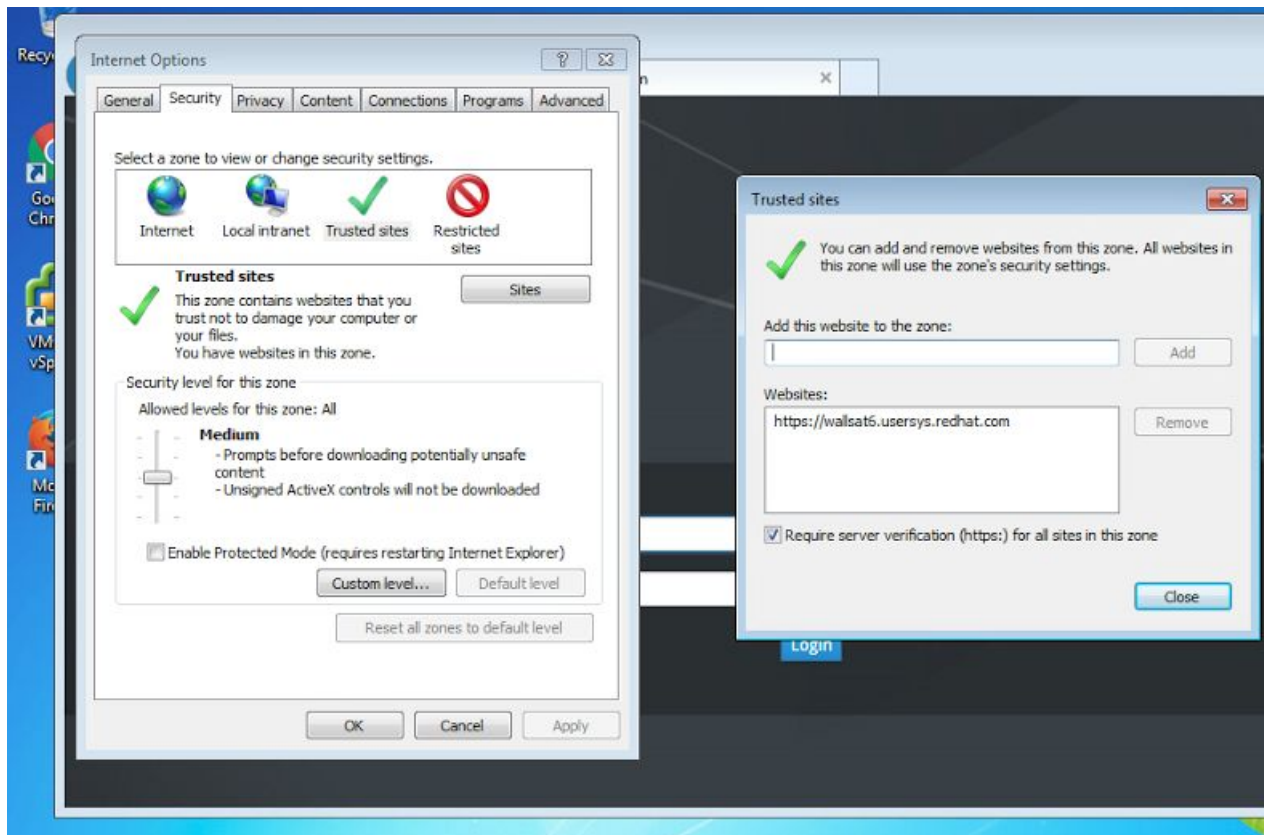 Internet Options
General Security Privacy Content Connections Programs Advanced
Select a zone to view or change security settings.
Internet Local intranet Trusted sites Restricted
sites
Trusted sites
Sites
This zone contains websites that you
trust not to damage your computer or
your files.
You have websites in this zone.
Security level for this zone
Allowed levels for this zone: All
Medium
- Prompts before downloading potentially unsafe
content
- Unsigned ActiveX controls will not be downloaded
Enable Protected Mode (requires restarting Internet Explorer)
Custom level... Default level
Reset all zones to default level
OK Cancel Apply
Trusted sites
You can add and remove websites from this zone. All websites in
this zone will use the zone's security settings.
Add this website to the zone:
Add
Websites:
https://wallsat6.usersys.redhat.com
Remove
Require server verification (https:) for all sites in this zone
Close
Login